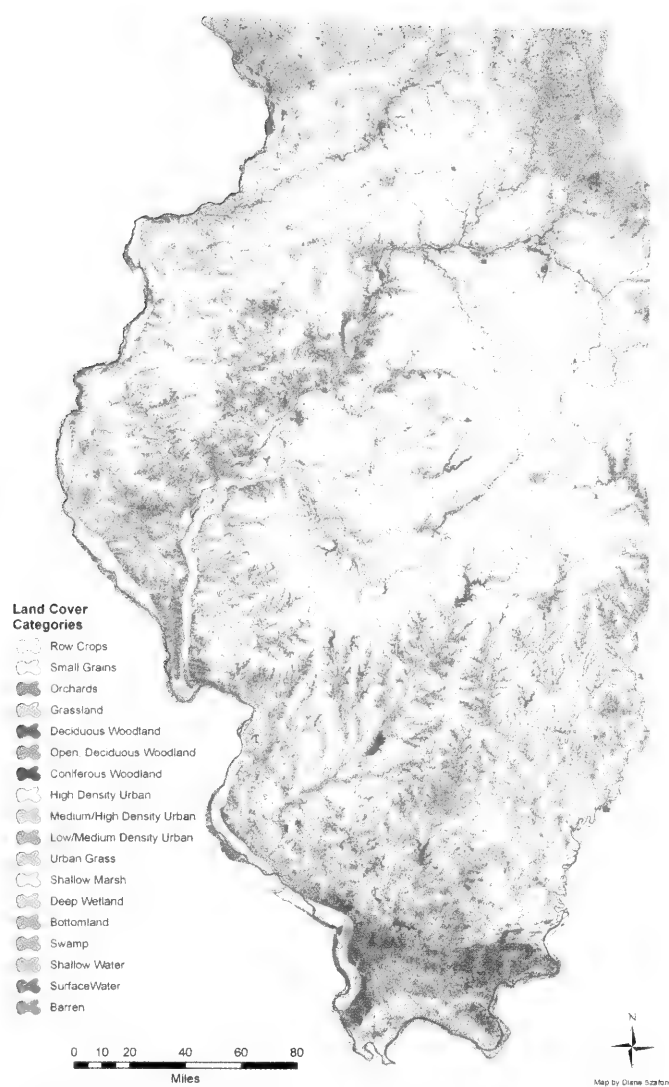 Land Cover
Categories
Row Crops
Small Grains
Orchards
Grassland
Deciduous Woodland
Open, Deciduous Woodland
Coniferous Woodland
High Density Urban
Medium/High Density Urban
Low/Medium Density Urban
Urban Grass
Shallow Marsh
Deep Wetland
Bottomland
Swamp
Shallow Water
SurfaceWater
Barren
0 10 20 40 60 80
Miles
N
Map by Diane